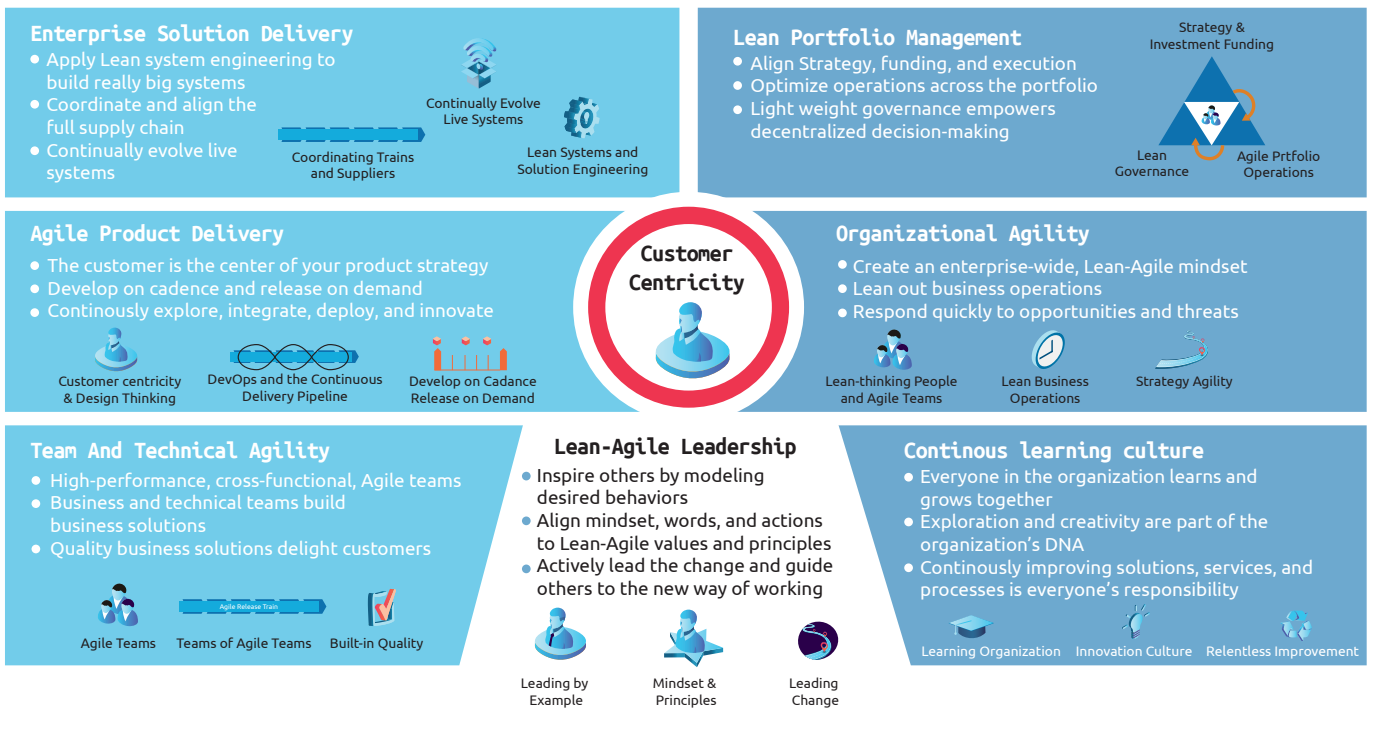 Enterprise Solution Delivery
Apply Lean system engineering to
build really big systems
Coordinate and align the
full supply chain
Continually evolve live
systems
Continually Evolve
Live Systems
Coordinating Trains
and Suppliers
Lean Systems and
Solution Engineering
Lean Portfolio Management
Align Strategy, funding, and execution
Optimize operations across the portfolio
Light weight governance empowers
decentralized decision-making
Strategy &
Investment Funding
Lean
Governance
Agile Prtfolio
Operations
Agile Product Delivery
The customer is the center of your product strategy
Develop on cadence and release on demand
Continously explore, integrate, deploy, and innovate
Customer centricity
& Design Thinking
DevOps and the Continuous
Delivery Pipeline
Develop on Cadance
Release on Demand
Customer
Centricity
Organizational Agility
Create an enterprise-wide, Lean-Agile mindset
Lean out business operations
Respond quickly to opportunities and threats
Lean-thinking People
and Agile Teams
Lean Business
Operations
Strategy Agility
Team And Technical Agility
High-performance, cross-functional, Agile teams
Business and technical teams build
business solutions
Quality business solutions delight customers
Agile Teams
Agile Release Train
Teams of Agile Teams
Built-in Quality
Lean-Agile Leadership
Inspire others by modeling
desired behaviors
Align mindset, words, and actions
to Lean-Agile values and principles
Actively lead the change and guide
others to the new way of working
Leading by
Example
Mindset &
Principles
Leading
Change
Continous learning culture
Everyone in the organization learns and
grows together
Exploration and creativity are part of the
organization's DNA
Continously improving solutions, services, and
processes is everyone's responsibility
Learning Organization
Innovation Culture
Relentless Improvement